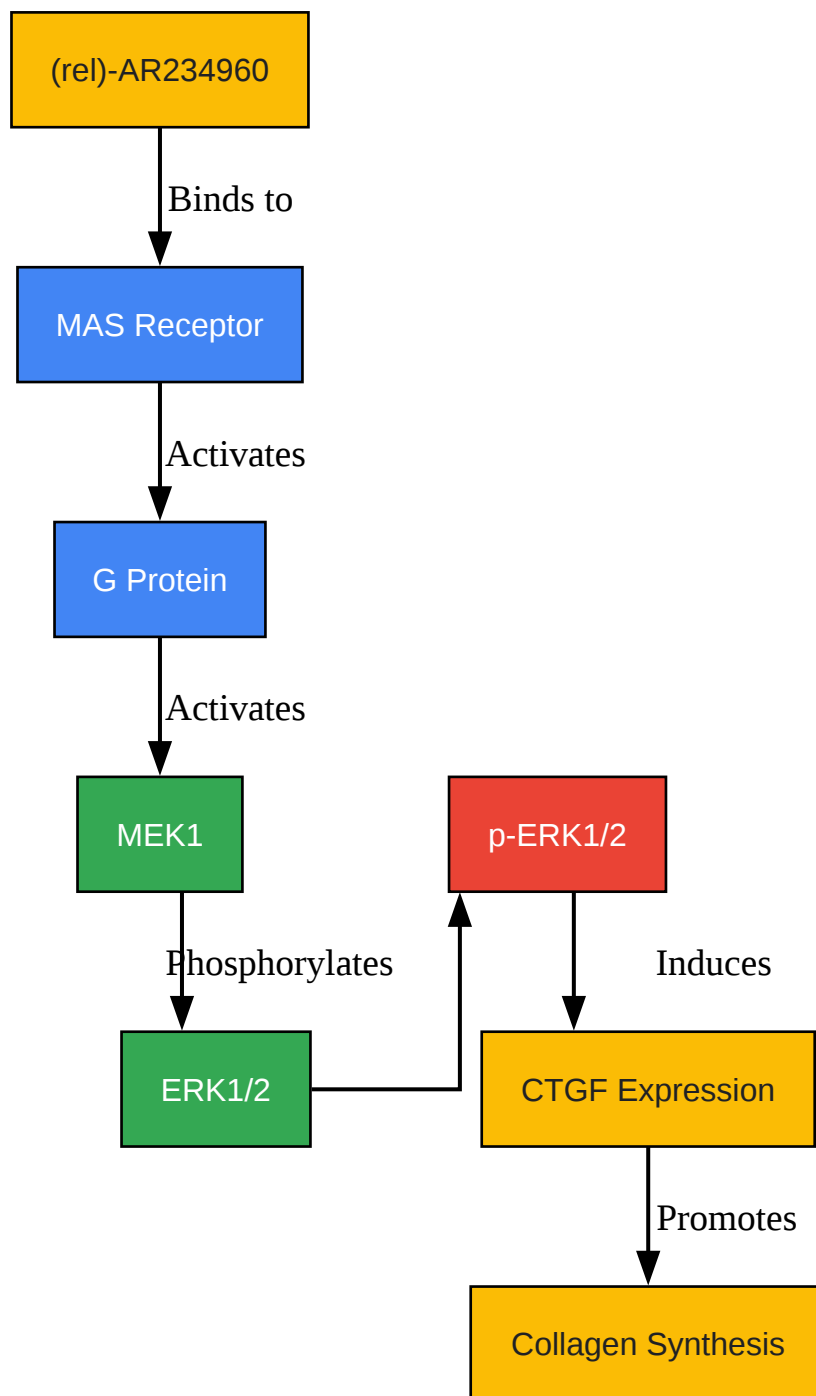 (rel)-AR234960
Binds to
MAS Receptor
Activates
G Protein
Activates
MEK1
p-ERK1/2
Phosphorylates
Induces
ERK1/2
CTGF Expression
Promotes
Collagen Synthesis